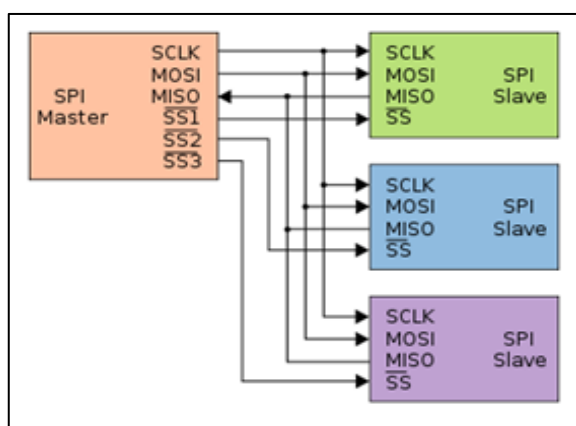 SPI
Master
SCLK
MOSI
MISO
SS1
SS2
SS3
SCLK
MOSI
MISO
SS
SPI
Slave
SCLK
MOSI
MISO
SS
SPI
Slave
SCLK
MOSI
MISO
SS
SPI
Slave